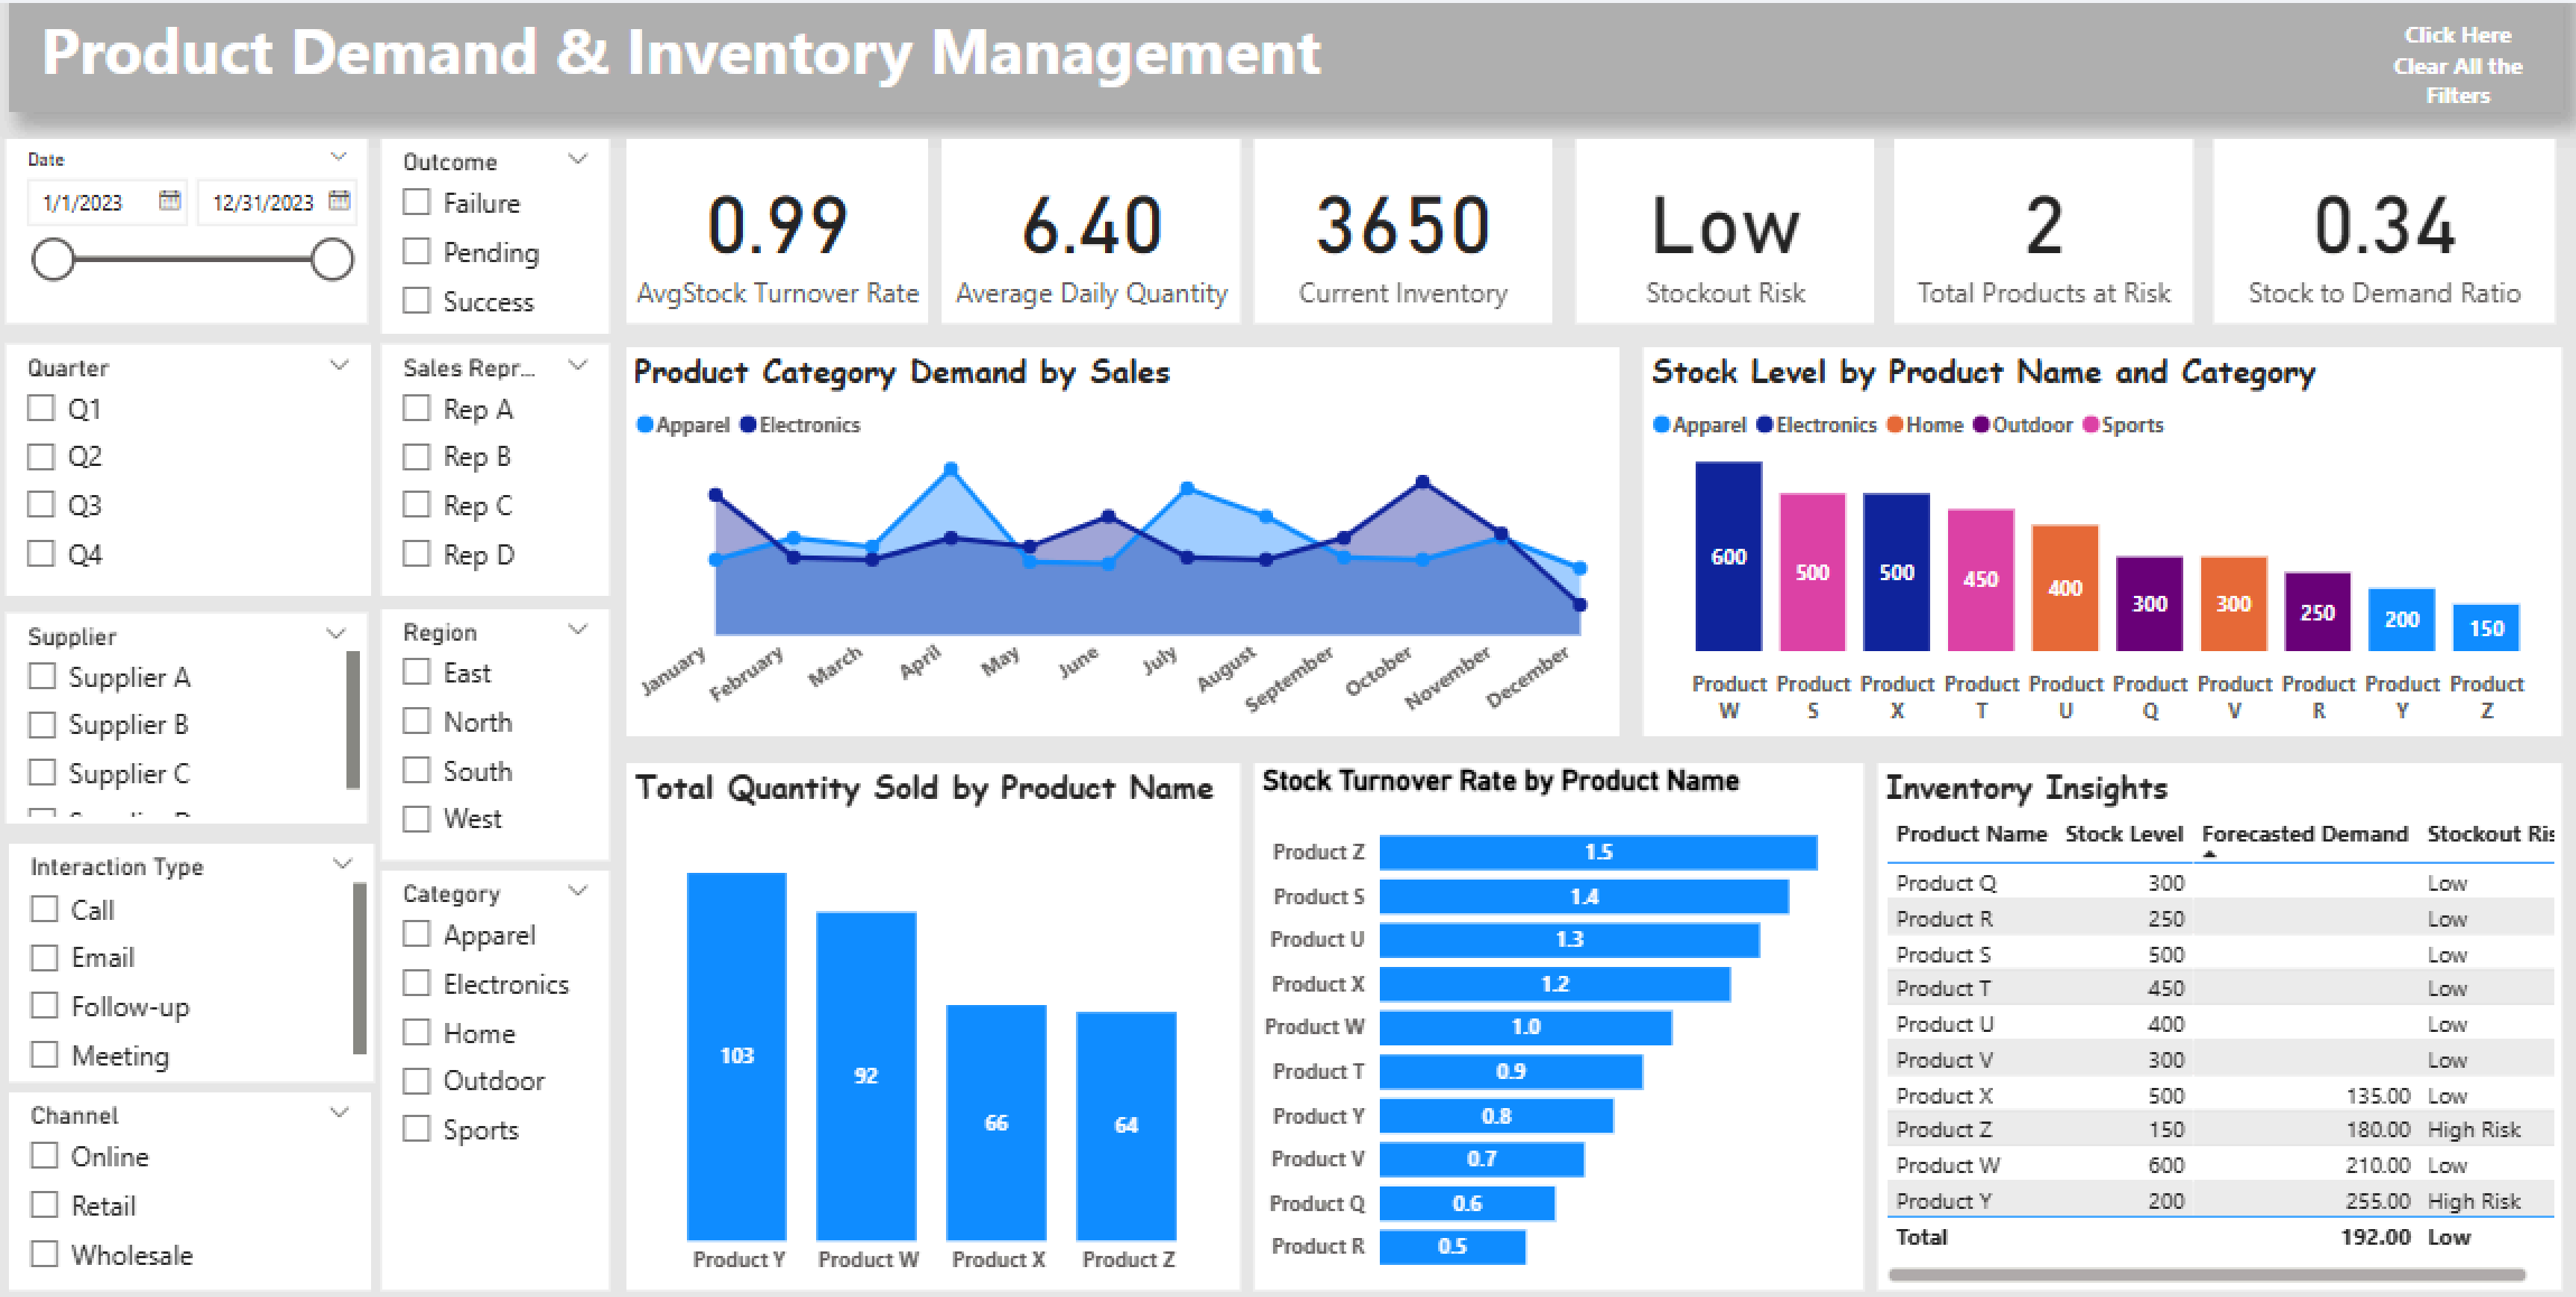 Product Demand & Inventory Management
Click Here
Clear All the
Filters
Date
1/1/2023
12/31/2023
Outcome
Failure
Pending
Success
0.99
AvgStock Turnover Rate
6.40
Average Daily Quantity
3650
Current Inventory
Low
Stockout Risk
2
Total Products at Risk
0.34
Stock to Demand Ratio
Quarter
Q1
Q2
Q3
Q4
Sales Repr...
Rep A
Rep B
Rep C
Rep D
Supplier
Supplier A
Supplier B
Supplier C
Region
East
North
South
West
Interaction Type
Call
Email
Follow-up
Meeting
Category
Apparel
Electronics
Home
Outdoor
Sports
Channel
Online
Retail
Wholesale
Product Category Demand by Sales
Apparel Electronics
January February March April May June July August September October November December
Stock Level by Product Name and Category
Apparel Electronics Home Outdoor Sports
600 500 500 450 400 300 300 250 200 150
Product Product Product Product Product Product Product Product Product Product
W S X T U Q V R Y Z
Total Quantity Sold by Product Name
103 92 66 64
Product Y Product W Product X Product Z
Stock Turnover Rate by Product Name
Product Z 1.5
Product S 1.4
Product U 1.3
Product X 1.2
Product W 1.0
Product T 0.9
Product Y 0.8
Product V 0.7
Product Q 0.6
Product R 0.5
Inventory Insights
Product Name Stock Level Forecasted Demand Stockout Ris
Product Q 300 Low
Product R 250 Low
Product S 500 Low
Product T 450 Low
Product U 400 Low
Product V 300 Low
Product X 500 135.00 Low
Product Z 150 180.00 High Risk
Product W 600 210.00 Low
Product Y 200 255.00 High Risk
Total 192.00 Low